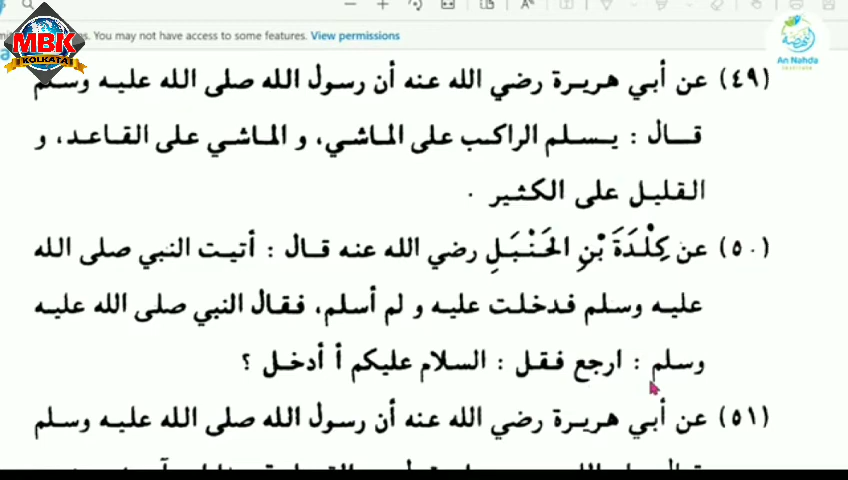 s. You may not have access to some features. View permissions
MBK
KOLKATA
An Nahda
(٤٩) عن أبي هريرة رضي الله عنه أن رسول الله صلى الله عليه وسلم
قال : يسلم الراكب على الماشي، و الماشي على القاعد، و
القليل على الكثير .
(٥٠) عن كِلْدَةَ بْنِ الحَنْبَلِ رضي الله عنه قال : أتيت النبي صلى الله
عليه وسلم فدخلت عليه و لم أسلم، فقال النبي صلى الله عليه
وسلم : ارجع فقل : السلام عليكم أ أدخل ؟
(٥١) عن أبي هريرة رضي الله عنه أن رسول الله صلى الله عليه وسلم